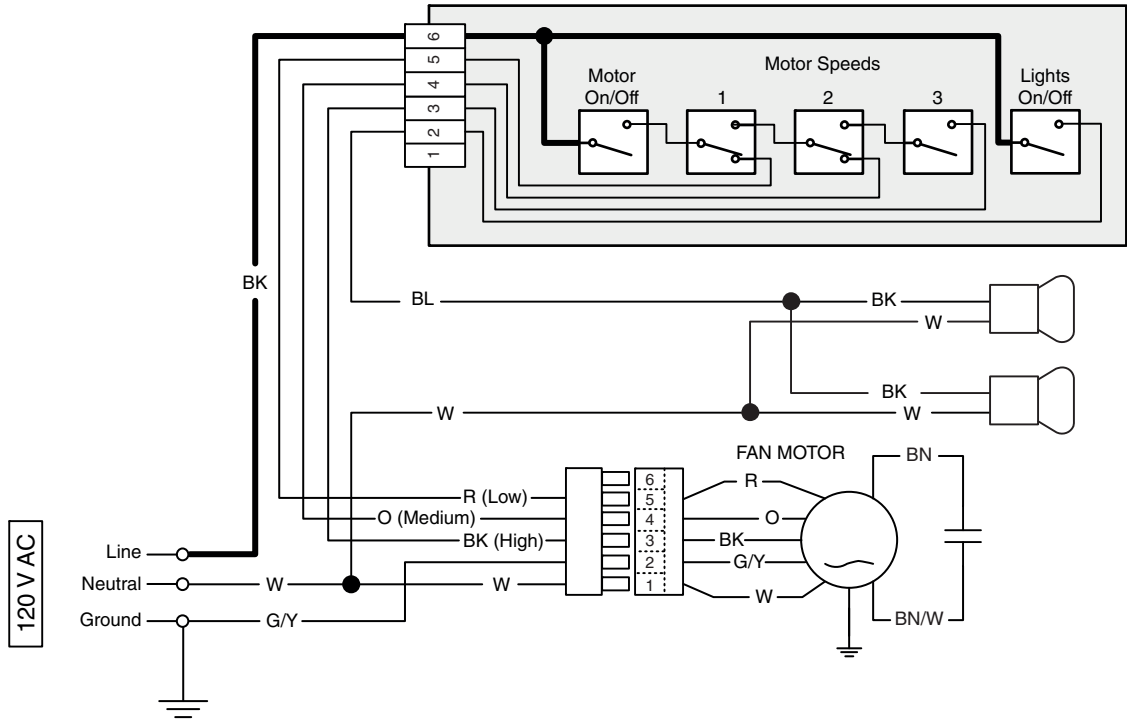 6
5
4
3
2
1
Motor
On/Off
Motor Speeds
1
2
3
Lights
On/Off
BK
BL
BK
W
BK
W
W
FAN MOTOR
BN
6
5
4
3
2
1
R
O
BK
G/Y
W
R (Low)
O (Medium)
BK (High)
BN/W
120 V AC
Line
Neutral
W
W
Ground
G/Y